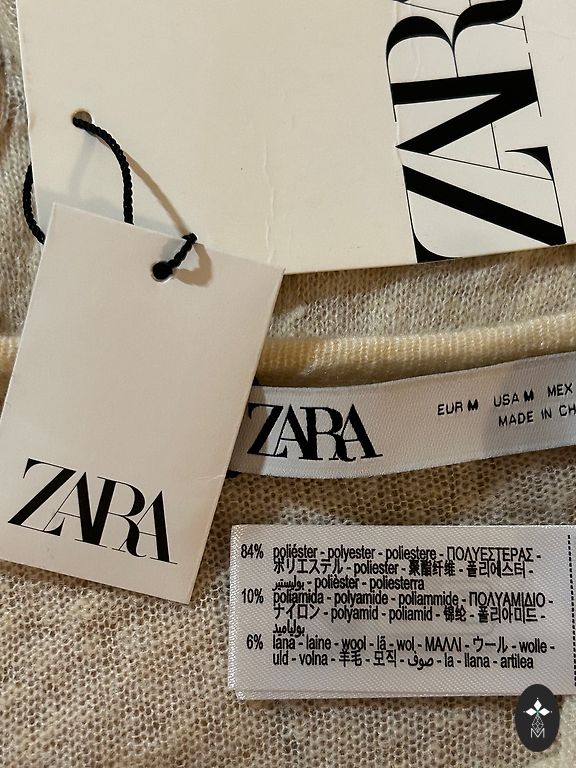 ZARA
ZARA
ZARA
EUR M USA M MEX
MADE IN CH
84% poliéster - polyester - poliestere - ΠΟΛΥΕΣΤΕΡΑΣ -
ポリエステル - poliester - 聚酯纤维 - 폴리에스터 -
بوليستير - polièster - poliesterra
10% poliamida - polyamide - poliammide - ΠΟΛΥΑΜΙΔΙΟ -
ナイロン - polyamid - poliamid - 锦纶 - 폴리아미드 -
بولياميد
6% lana - laine - wool - lã - wol - ΜΑΛΛΙ - ウール - wolle -
uld - volna - 羊毛 - 모직 - صوف - la - llana - artilea
M